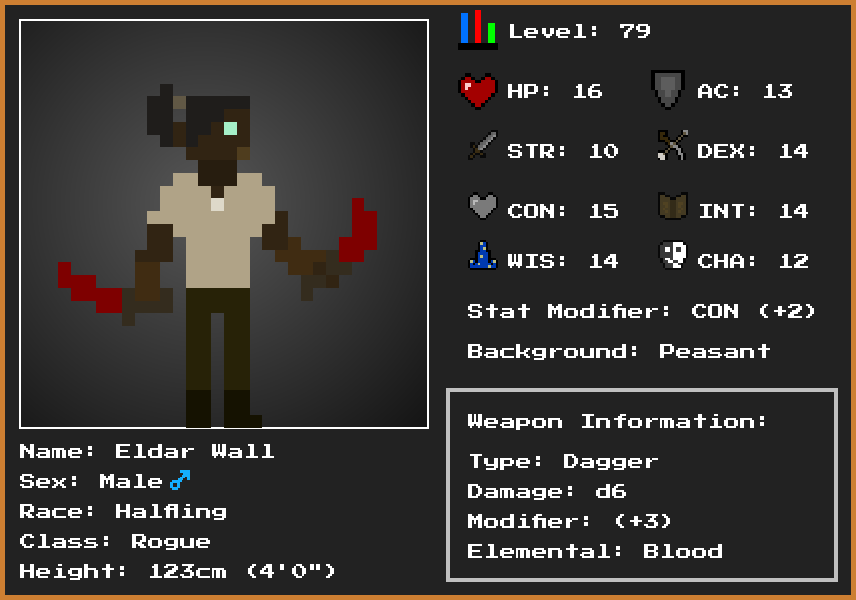 Level: 79
HP: 16
AC: 13
STR: 10
DEX: 14
CON: 15
INT: 14
WIS: 14
CHA: 12
Stat Modifier: CON (+2)
Background: Peasant
Weapon Information:
Type: Dagger
Damage: d6
Modifier: (+3)
Elemental: Blood
Name: Eldar Wall
Sex: Male ♂
Race: Halfling
Class: Rogue
Height: 123cm (4'0")